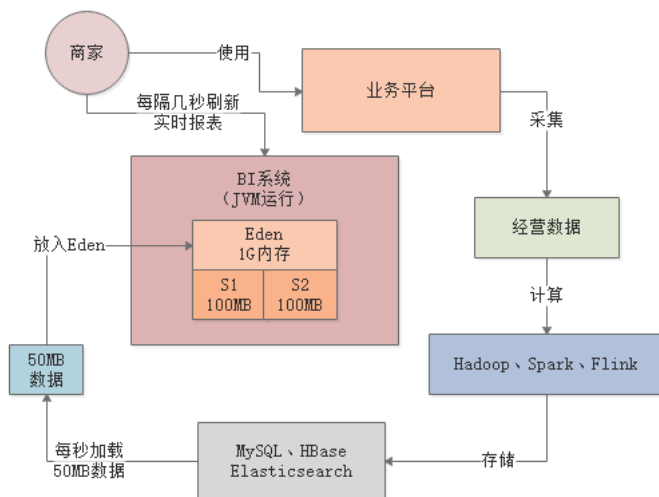 商家
使用
业务平台
每隔几秒刷新
实时报表
采集
BI系统
（JVM运行）
Eden
1G内存
S1
100MB
S2
100MB
放入Eden
经营数据
计算
50MB
数据
Hadoop、Spark、Flink
每秒加载
50MB数据
MySQL、HBase
Elasticsearch
存储